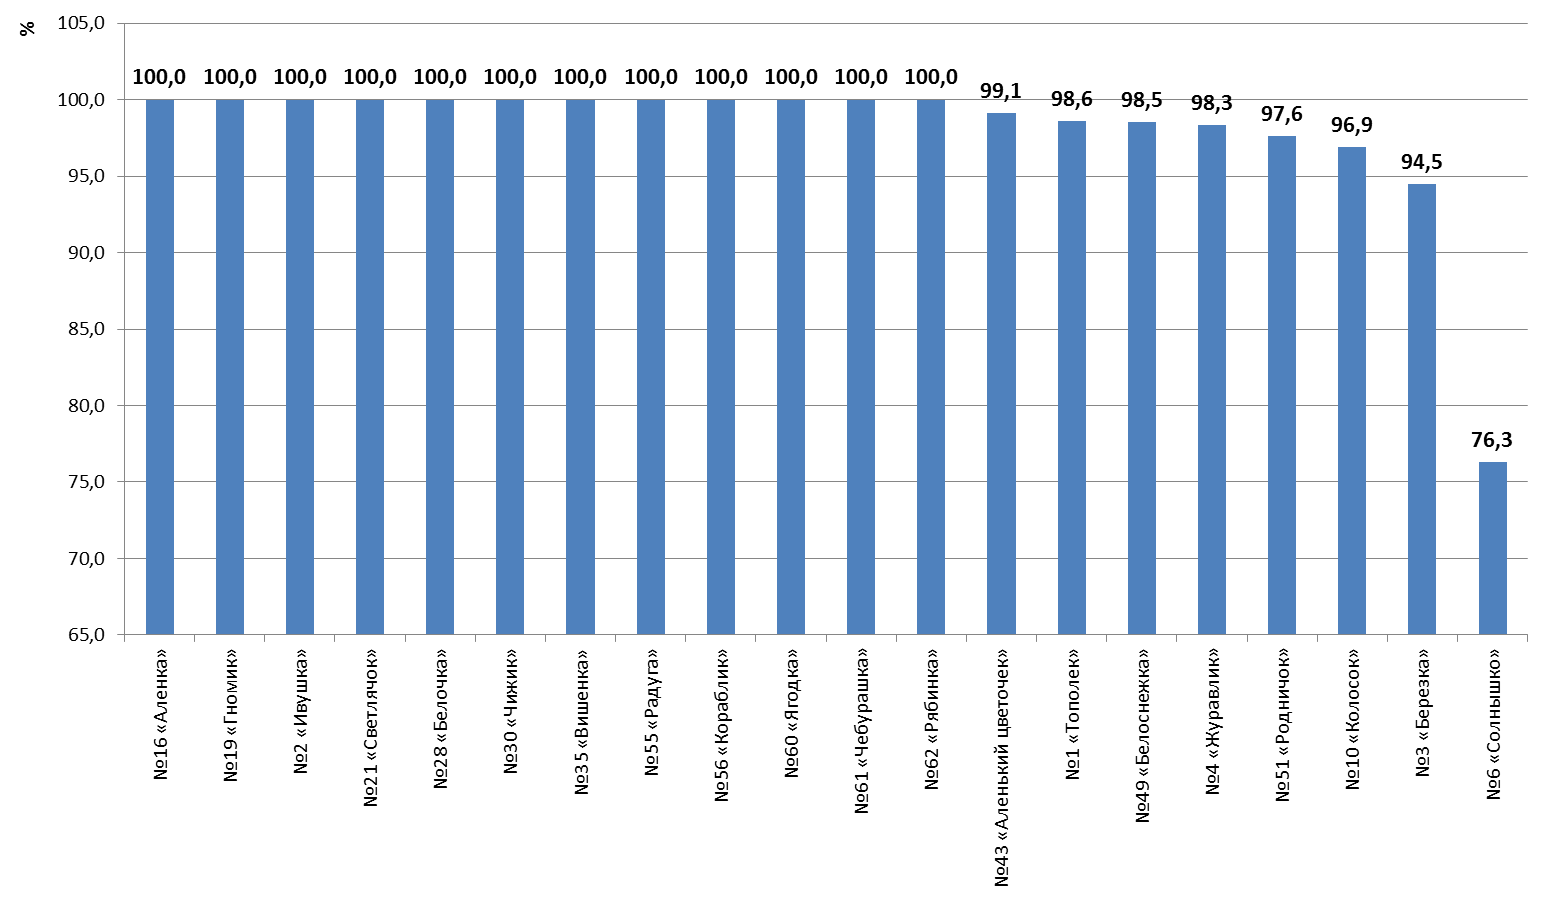 %
105,0
100,0
95,0
90,0
85,0
80,0
75,0
70,0
65,0
100,0
100,0
100,0
100,0
100,0
100,0
100,0
100,0
100,0
100,0
100,0
100,0
99,1
98,6
98,5
98,3
97,6
96,9
94,5
76,3
№16 «Аленка»
№19 «Гномик»
№2 «Ивушка»
№21 «Светлячок»
№28 «Белочка»
№30 «Чижик»
№35 «Вишенка»
№55 «Радуга»
№56 «Кораблик»
№60 «Ягодка»
№61 «Чебурашка»
№62 «Рябинка»
№43 «Аленький цветочек»
№1 «Тополек»
№49 «Белоснежка»
№4 «Журавлик»
№51 «Родничок»
№10 «Колосок»
№3 «Березка»
№6 «Солнышко»